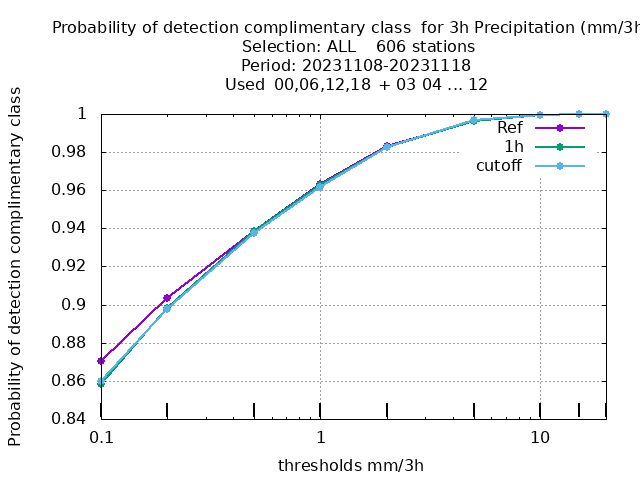 Probability of detection complimentary class  for 3h Precipitation (mm/3h
Selection: ALL    606 stations
Period: 20231108-20231118
Used  00,06,12,18  + 03 04 ... 12
Probability of detection complimentary class
1
0.98
0.96
0.94
0.92
0.9
0.88
0.86
0.84
Ref
1h
cutoff
0.1
1
10
thresholds mm/3h